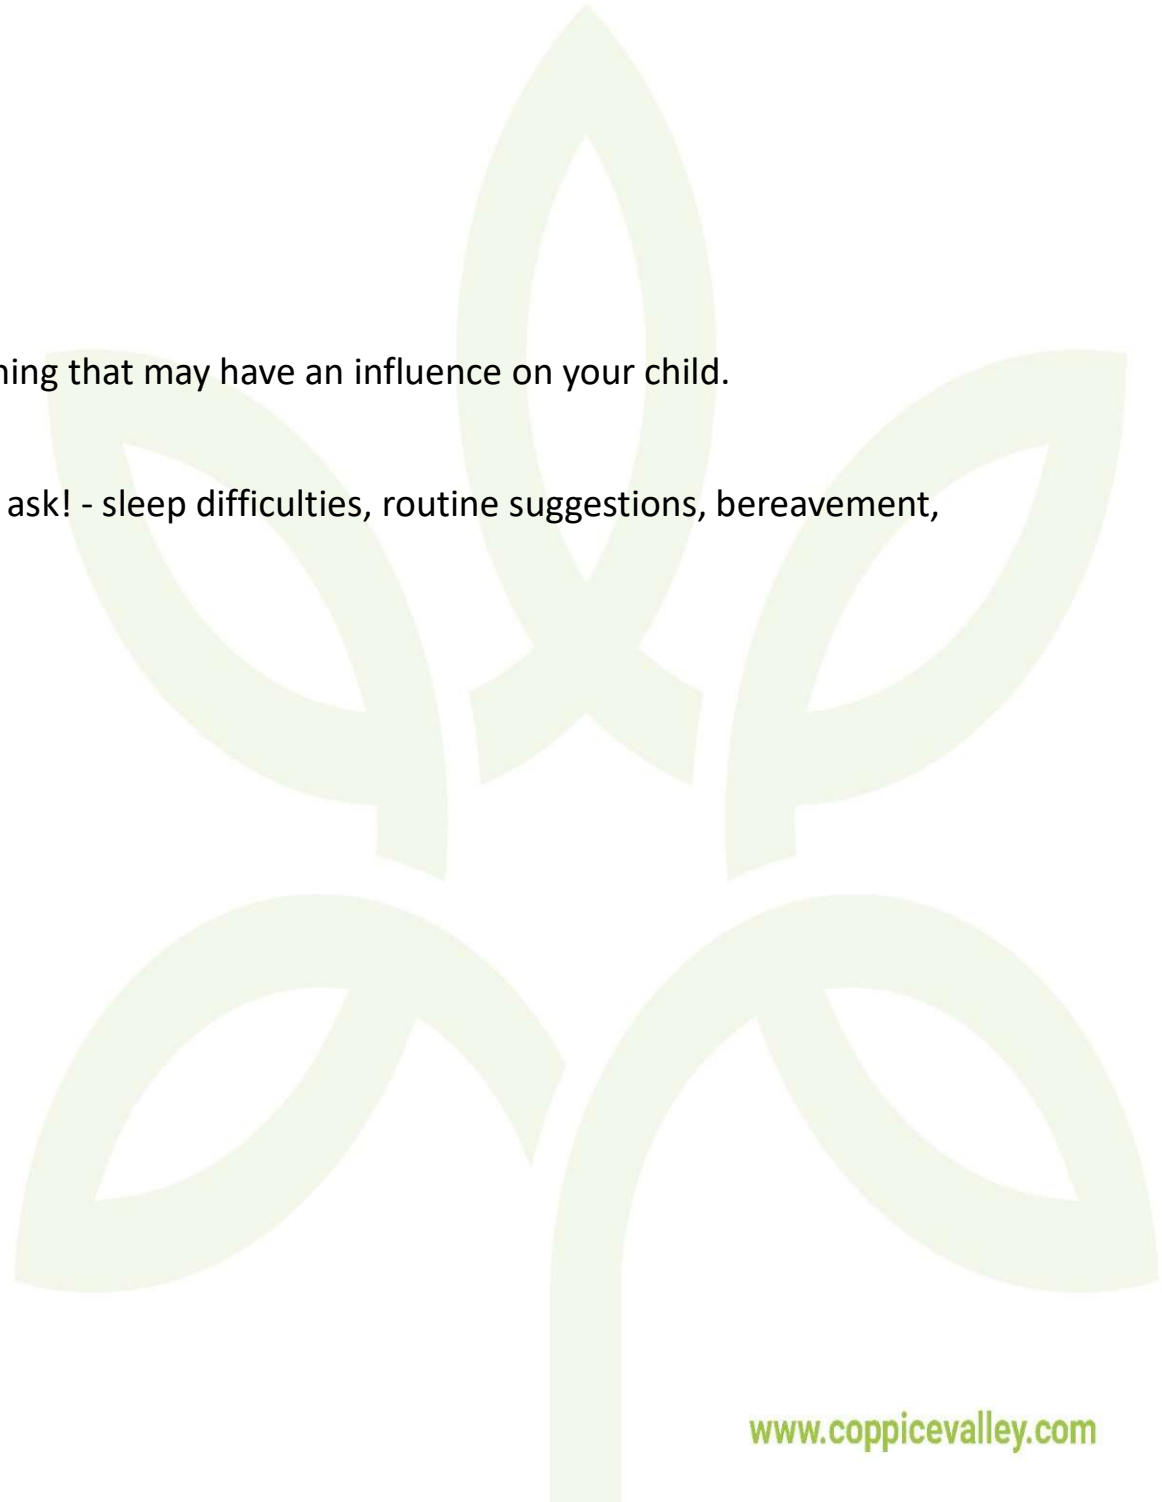 hing that may have an influence on your child.
ask! - sleep difficulties, routine suggestions, bereavement,
www.coppicevalley.com